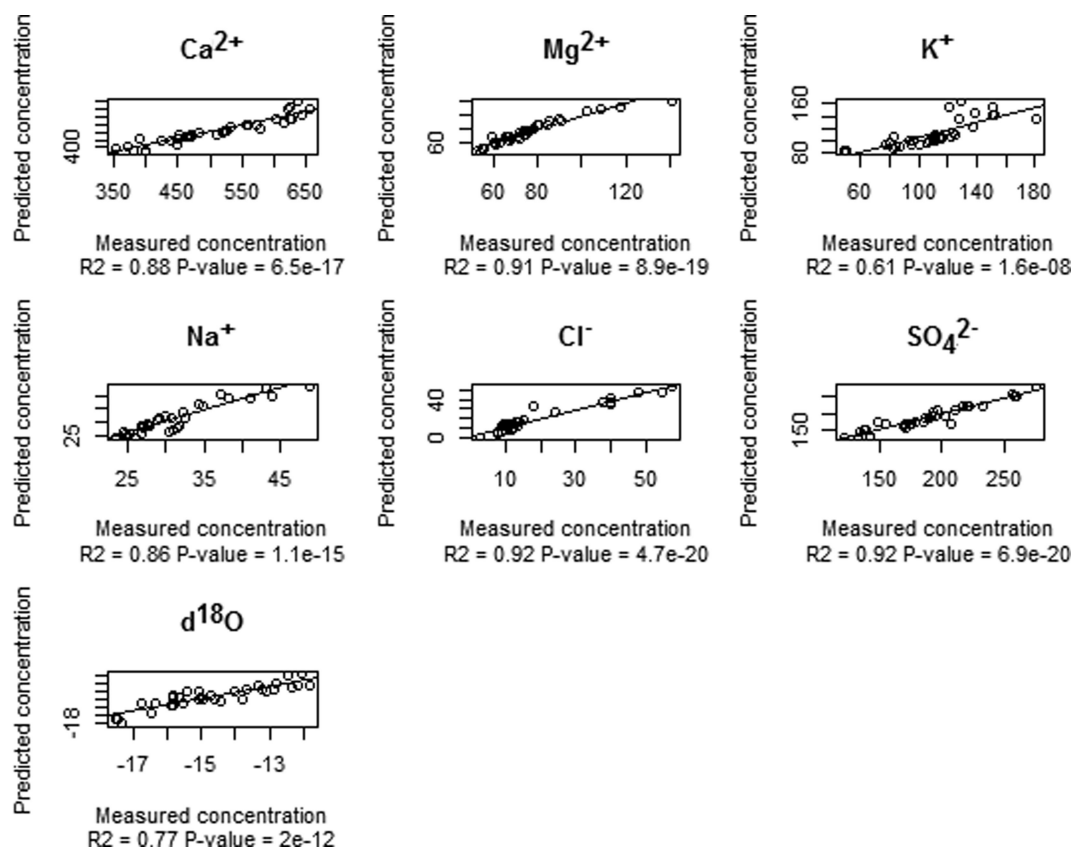 Ca2+
Predicted concentration
400
350 450 550 650
Measured concentration
R2 = 0.88 P-value = 6.5e-17
Mg2+
Predicted concentration
60
60 80 120
Measured concentration
R2 = 0.91 P-value = 8.9e-19
K+
Predicted concentration
160
80
60 100 140 180
Measured concentration
R2 = 0.61 P-value = 1.6e-08
Na+
Predicted concentration
25
25 35 45
Measured concentration
R2 = 0.86 P-value = 1.1e-15
Cl-
Predicted concentration
40
0
10 30 50
Measured concentration
R2 = 0.92 P-value = 4.7e-20
SO42-
Predicted concentration
150
150 200 250
Measured concentration
R2 = 0.92 P-value = 6.9e-20
d18O
Predicted concentration
-18
-17 -15 -13
Measured concentration
R2 = 0.77 P-value = 2e-12